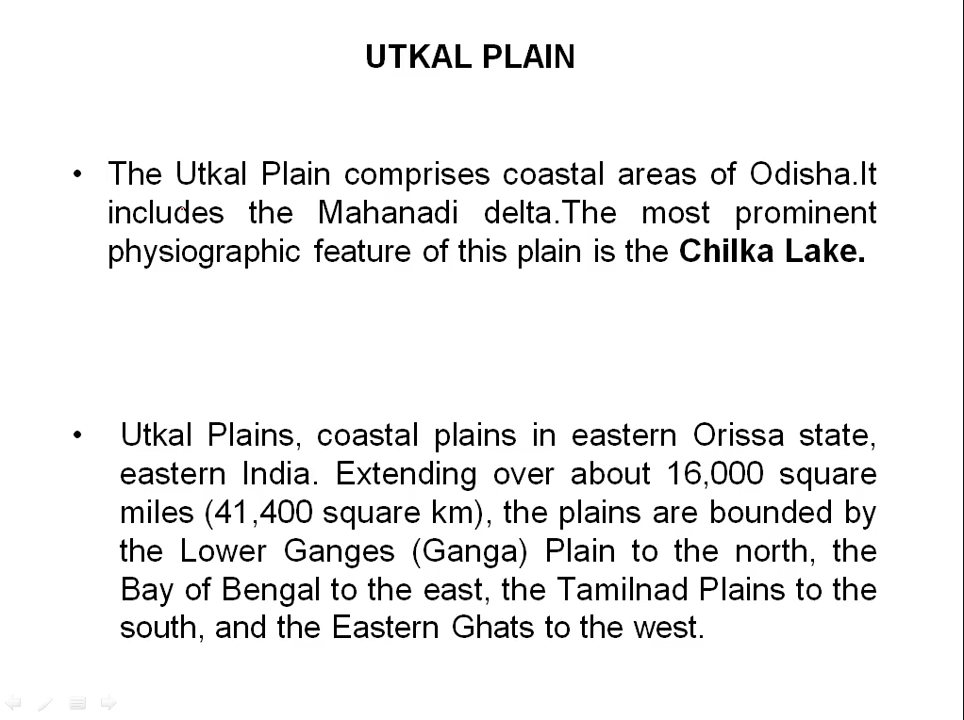 UTKAL PLAIN
• The Utkal Plain comprises coastal areas of Odisha.It
includes the Mahanadi delta.The most prominent
physiographic feature of this plain is the Chilka Lake.
• Utkal Plains, coastal plains in eastern Orissa state,
eastern India. Extending over about 16,000 square
miles (41,400 square km), the plains are bounded by
the Lower Ganges (Ganga) Plain to the north, the
Bay of Bengal to the east, the Tamilnad Plains to the
south, and the Eastern Ghats to the west.